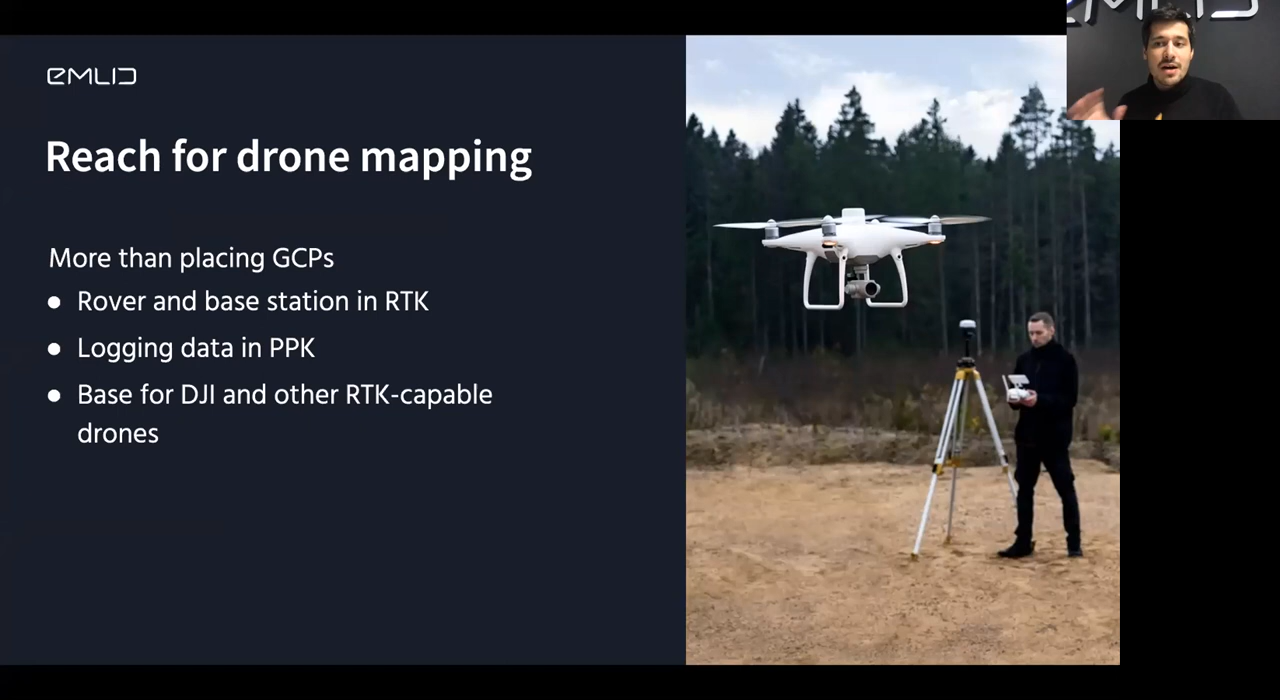 EMLID
EMLID
Reach for drone mapping
More than placing GCPs
● Rover and base station in RTK
● Logging data in PPK
● Base for DJI and other RTK-capable
drones